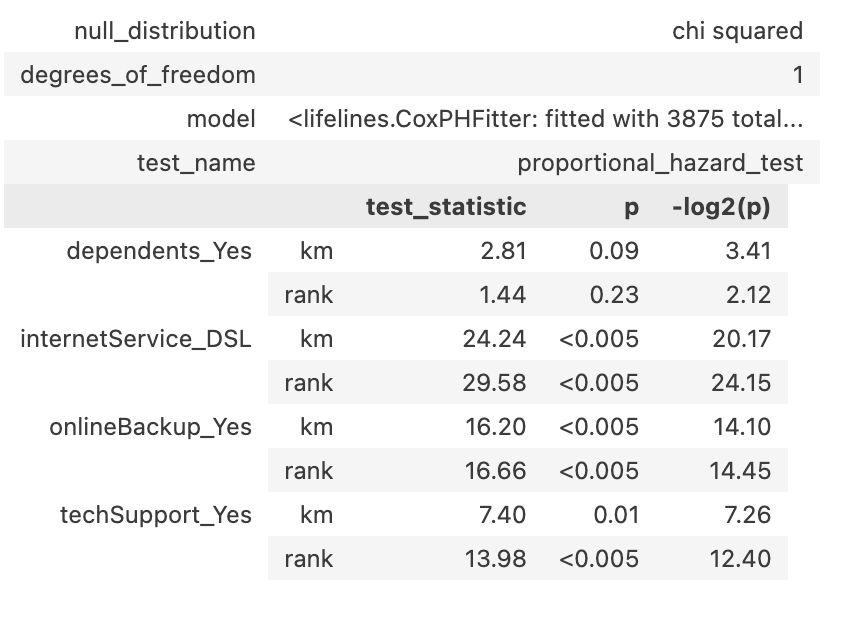 null_distribution chi squared
degrees_of_freedom 1
model <lifelines.CoxPHFitter: fitted with 3875 total...
test_name proportional_hazard_test
test_statistic p -log2(p)
dependents_Yes km 2.81 0.09 3.41
rank 1.44 0.23 2.12
internetService_DSL km 24.24 <0.005 20.17
rank 29.58 <0.005 24.15
onlineBackup_Yes km 16.20 <0.005 14.10
rank 16.66 <0.005 14.45
techSupport_Yes km 7.40 0.01 7.26
rank 13.98 <0.005 12.40